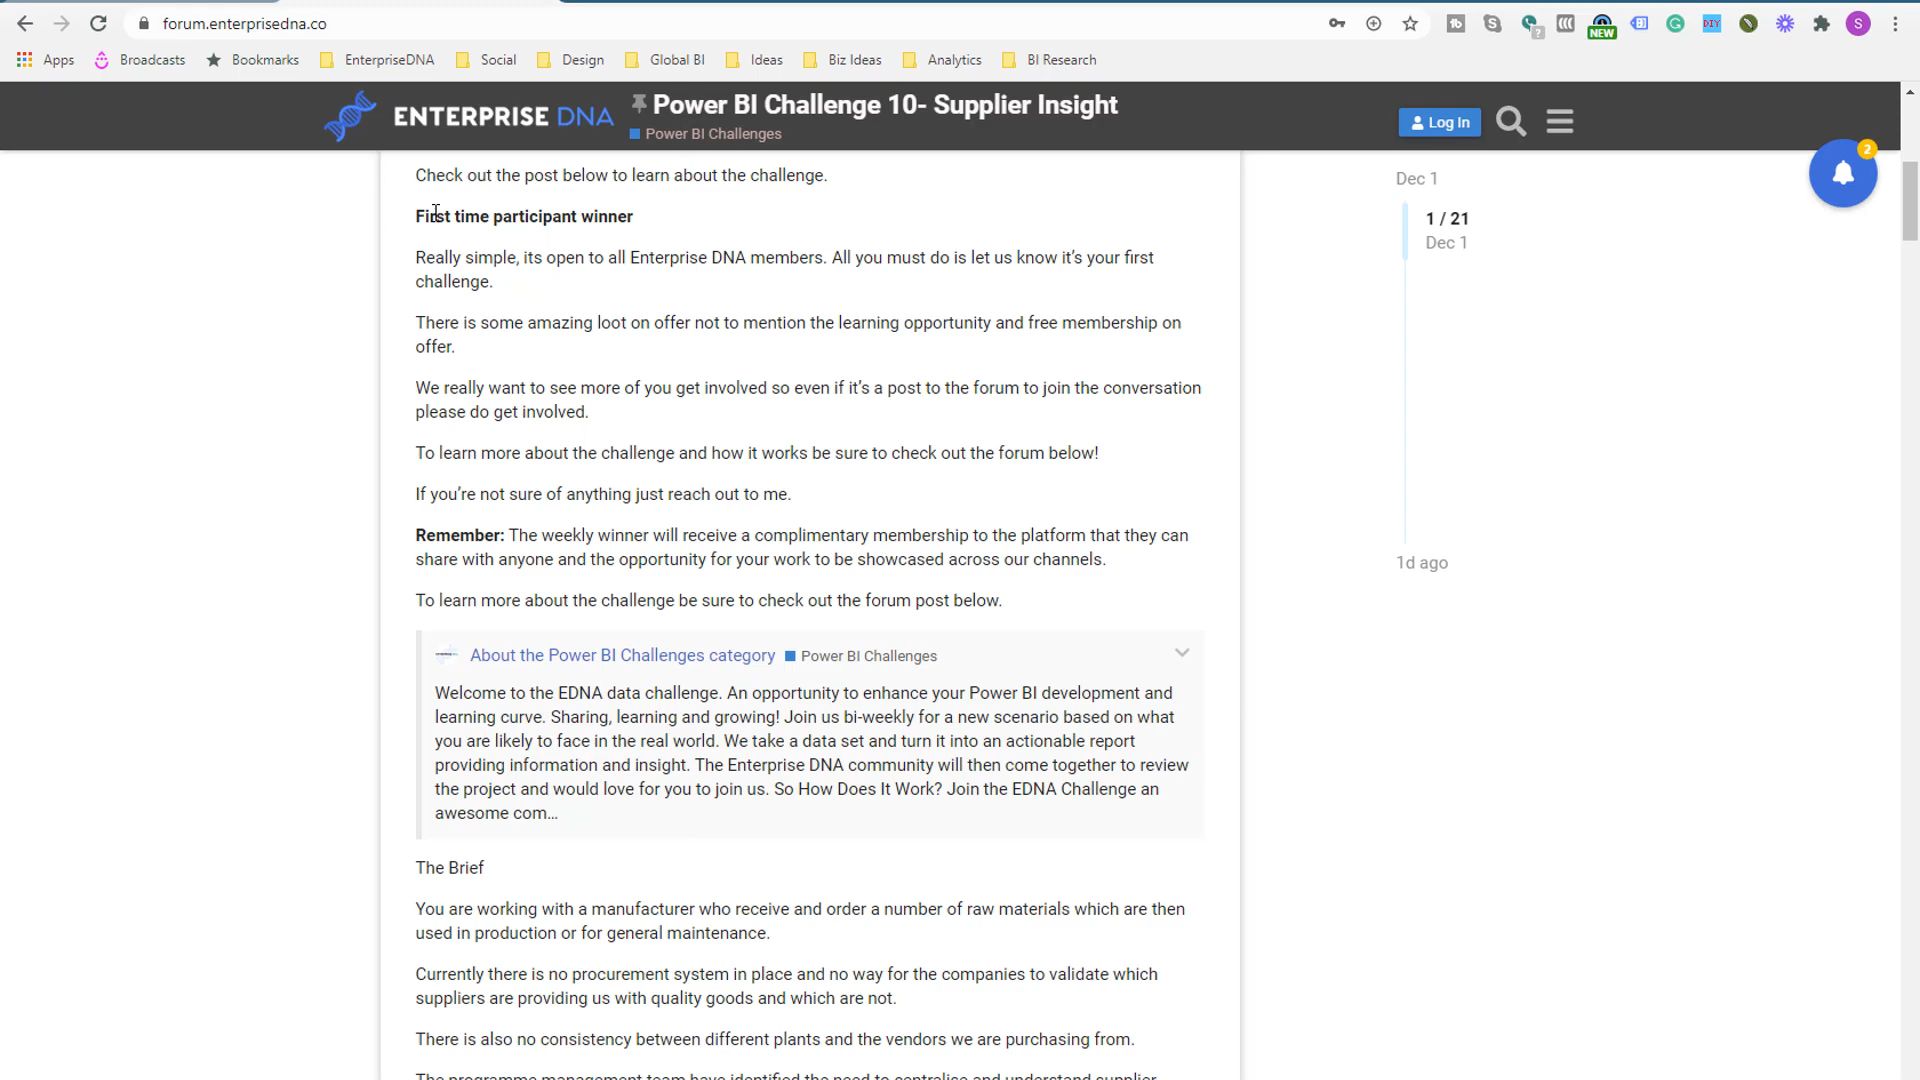 forum.enterprisedna.co
NEW
DIY
S
Apps
Broadcasts
Bookmarks
EnterpriseDNA
Social
Design
Global BI
Ideas
Biz Ideas
Analytics
BI Research
ENTERPRISE DNA
Power BI Challenge 10- Supplier Insight
Power BI Challenges
Log In
2
Check out the post below to learn about the challenge.
First time participant winner
Really simple, its open to all Enterprise DNA members. All you must do is let us know it’s your first
challenge.
There is some amazing loot on offer not to mention the learning opportunity and free membership on
offer.
We really want to see more of you get involved so even if it’s a post to the forum to join the conversation
please do get involved.
To learn more about the challenge and how it works be sure to check out the forum below!
If you’re not sure of anything just reach out to me.
Remember: The weekly winner will receive a complimentary membership to the platform that they can
share with anyone and the opportunity for your work to be showcased across our channels.
To learn more about the challenge be sure to check out the forum post below.
About the Power BI Challenges category
Power BI Challenges
Welcome to the EDNA data challenge. An opportunity to enhance your Power BI development and
learning curve. Sharing, learning and growing! Join us bi-weekly for a new scenario based on what
you are likely to face in the real world. We take a data set and turn it into an actionable report
providing information and insight. The Enterprise DNA community will then come together to review
the project and would love for you to join us. So How Does It Work? Join the EDNA Challenge an
awesome com…
The Brief
You are working with a manufacturer who receive and order a number of raw materials which are then
used in production or for general maintenance.
Currently there is no procurement system in place and no way for the companies to validate which
suppliers are providing us with quality goods and which are not.
There is also no consistency between different plants and the vendors we are purchasing from.
The programme management team have identified the need to centralise and understand supplier
Dec 1
1 / 21
Dec 1
1d ago